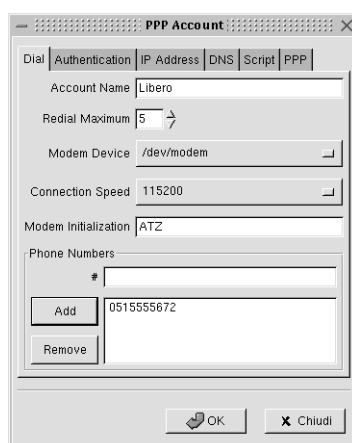 PPP Account
Dial Authentication IP Address DNS Script PPP
Account Name Libero
Redial Maximum 5
Modem Device /dev/modem
Connection Speed 115200
Modem Initialization ATZ
Phone Numbers
#
Add 0515555672
Remove
OK X Chiudi